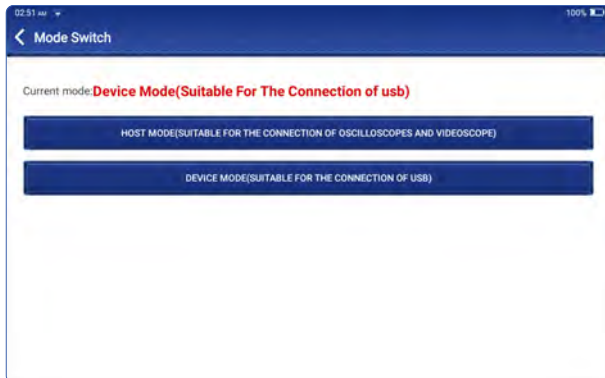 02:51 AM 100%
Mode Switch
Current mode:Device Mode(Suitable For The Connection of usb)
HOST MODE(SUITABLE FOR THE CONNECTION OF OSCILLOSCOPES AND VIDEOSCOPE)
DEVICE MODE(SUITABLE FOR THE CONNECTION OF USB)